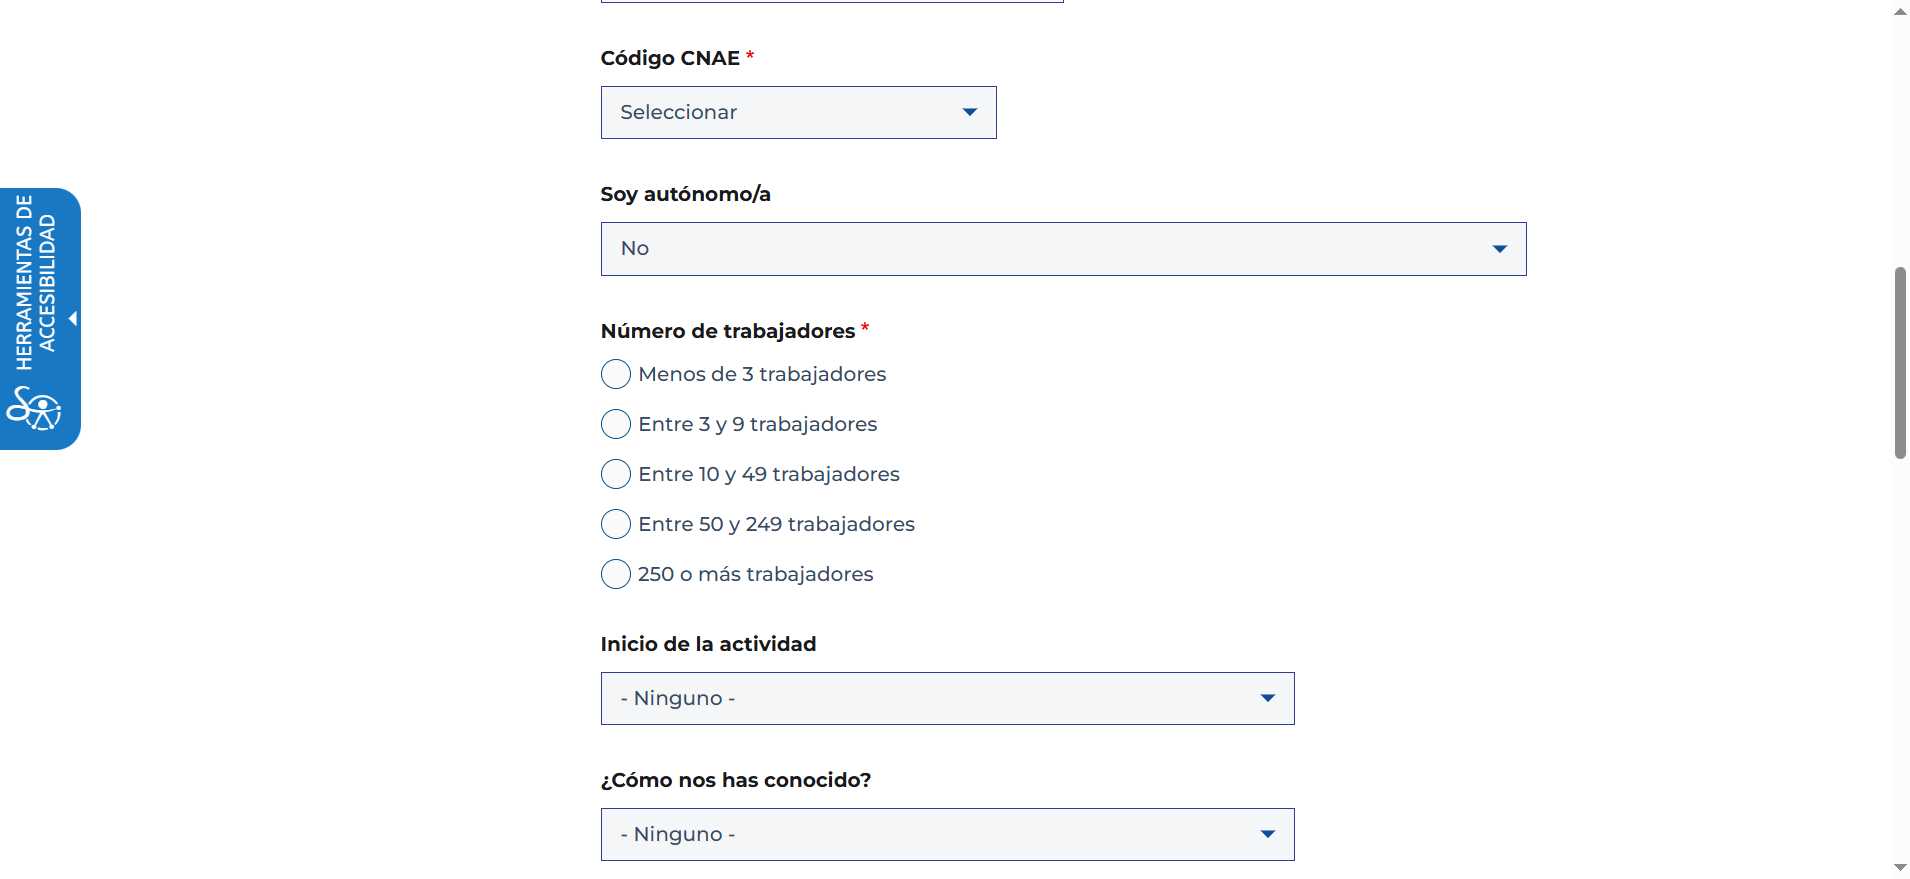 Código CNAE *
Seleccionar
Soy autónomo/a
No
HERRAMIENTAS DE
ACCESIBILIDAD
Número de trabajadores *
Menos de 3 trabajadores
Entre 3 y 9 trabajadores
Entre 10 y 49 trabajadores
Entre 50 y 249 trabajadores
250 o más trabajadores
Inicio de la actividad
- Ninguno -
¿Cómo nos has conocido?
- Ninguno -